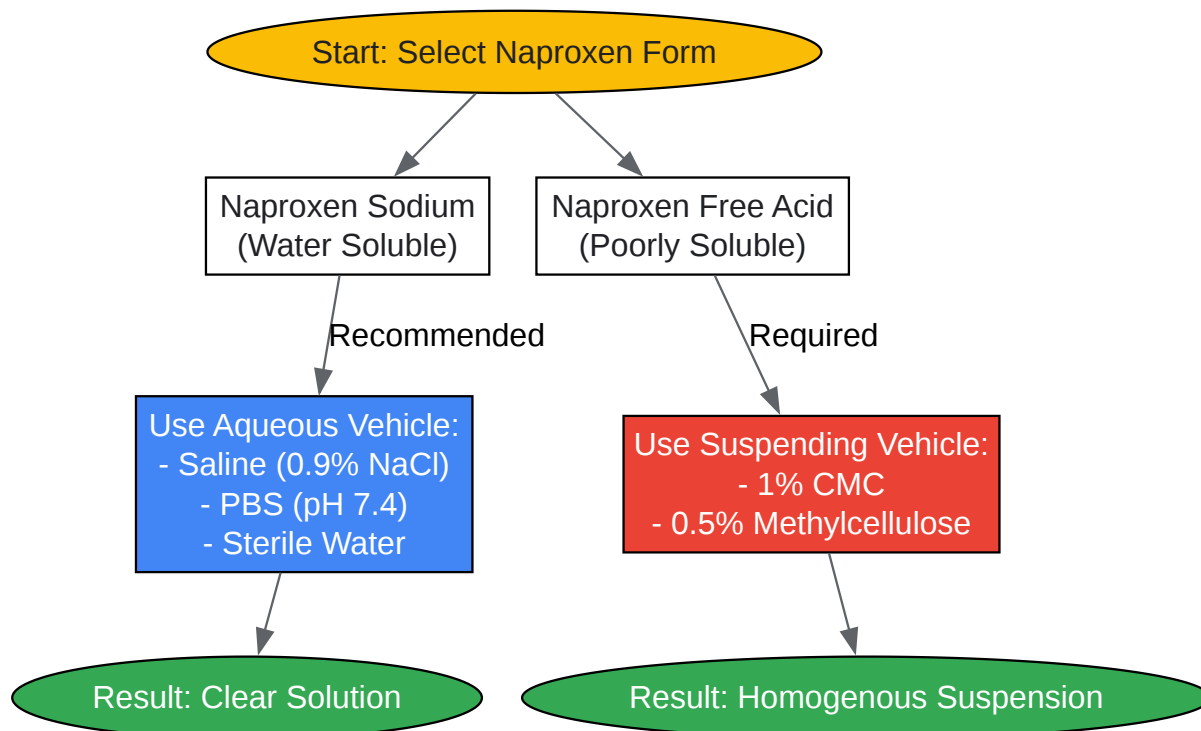 Start: Select Naproxen Form
Naproxen Sodium
(Water Soluble)
Naproxen Free Acid
(Poorly Soluble)
Recommended
Required
Use Aqueous Vehicle:
- Saline (0.9% NaCl)
- PBS (pH 7.4)
- Sterile Water
Use Suspending Vehicle:
- 1% CMC
- 0.5% Methylcellulose
Result: Clear Solution
Result: Homogenous Suspension